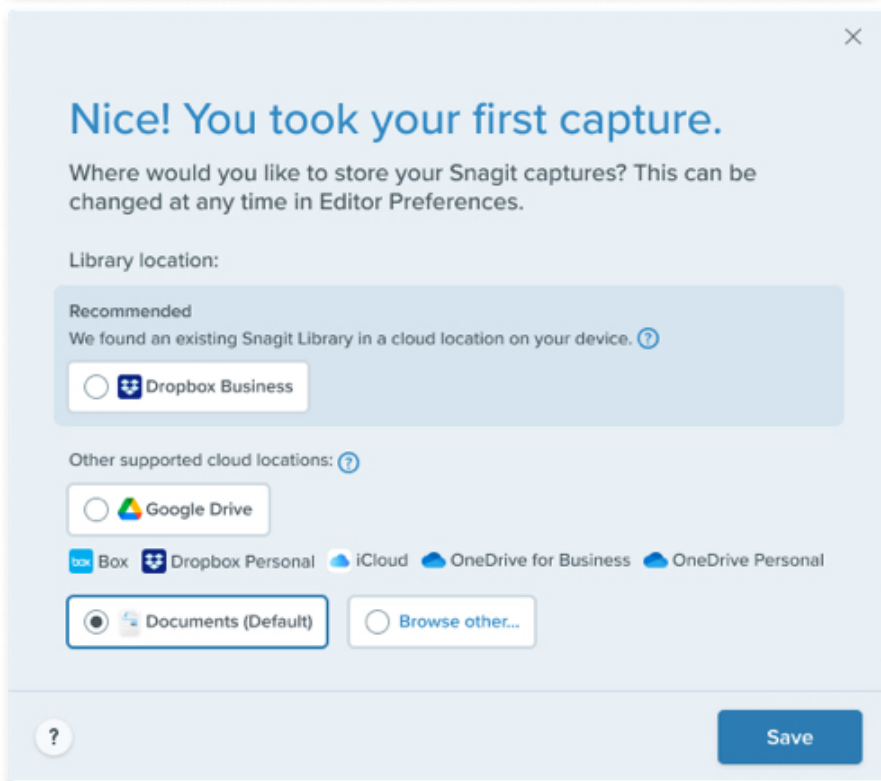 Nice! You took your first capture.
Where would you like to store your Snagit captures? This can be
changed at any time in Editor Preferences.
Library location:
Recommended
We found an existing Snagit Library in a cloud location on your device. ?
Dropbox Business
Other supported cloud locations: ?
Google Drive
box Box Dropbox Personal iCloud OneDrive for Business OneDrive Personal
Documents (Default) Browse other...
? Save